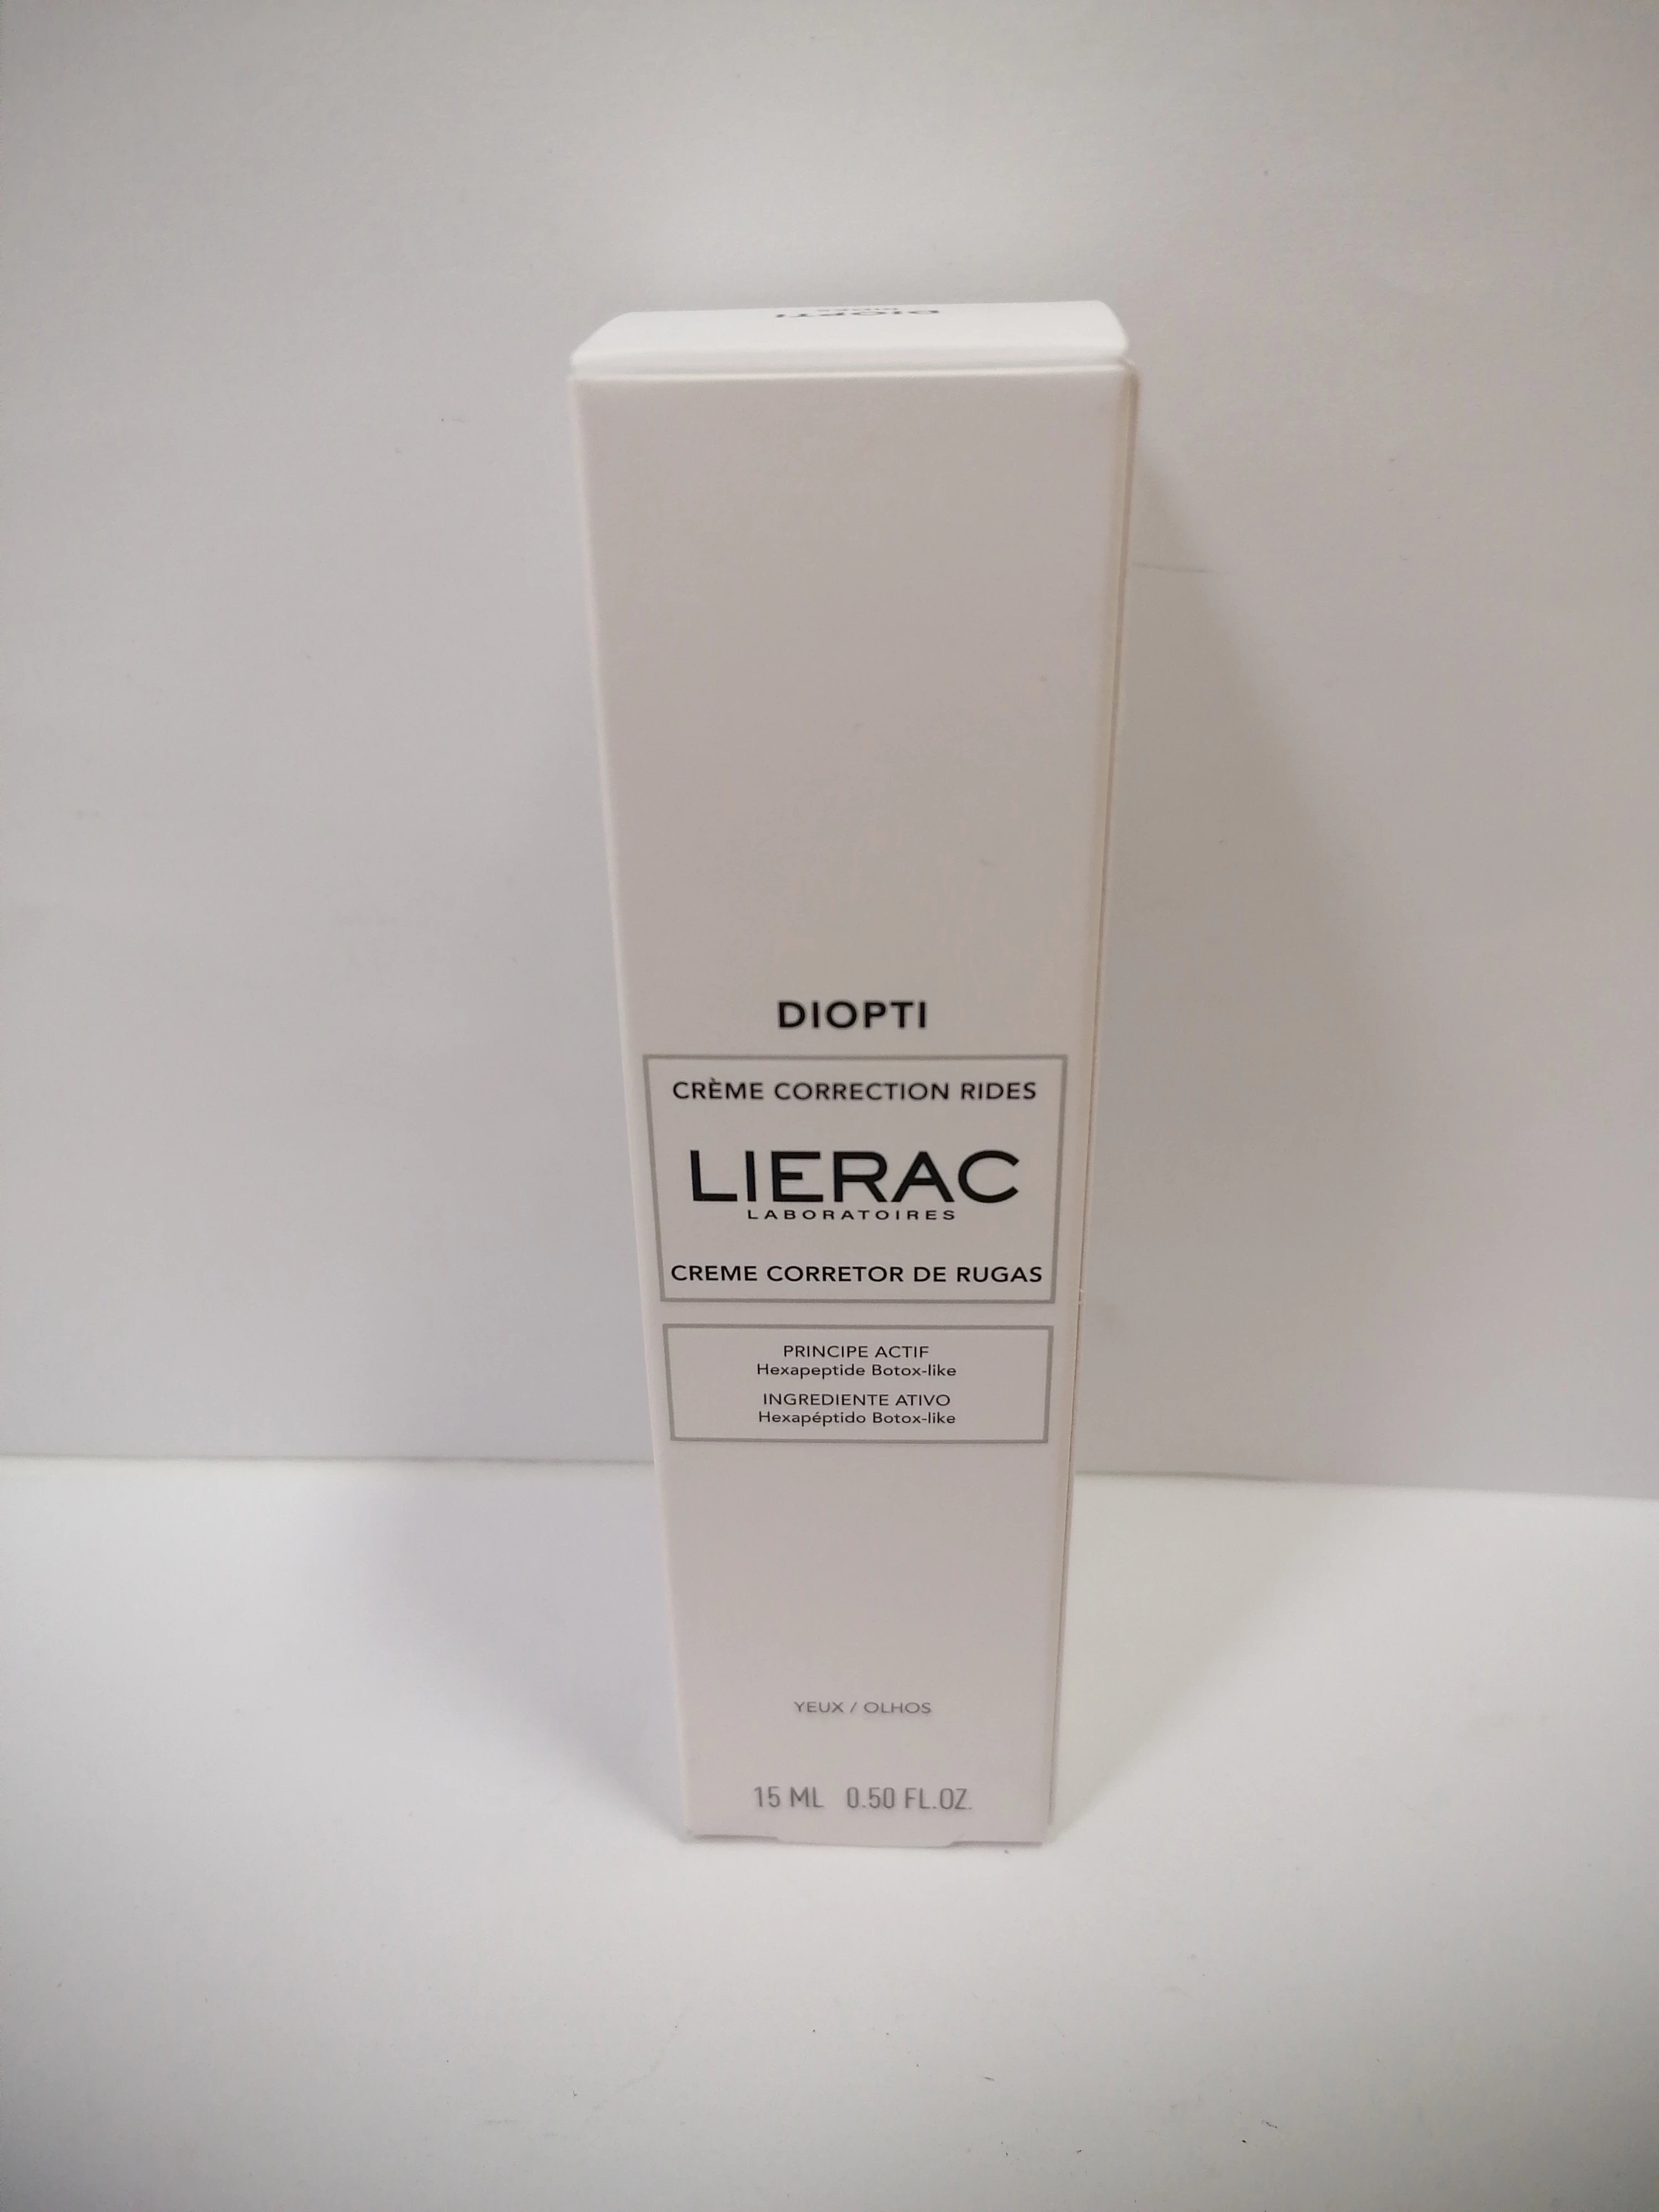 DIOPTI
DIOPTI
CRÈME CORRECTION RIDES
LIERAC
LABORATOIRES
CREME CORRETOR DE RUGAS
PRINCIPE ACTIF
Hexapeptide Botox-like
INGREDIENTE ATIVO
Hexapéptido Botox-like
YEUX / OLHOS
15 ML 0.50 FL.OZ.